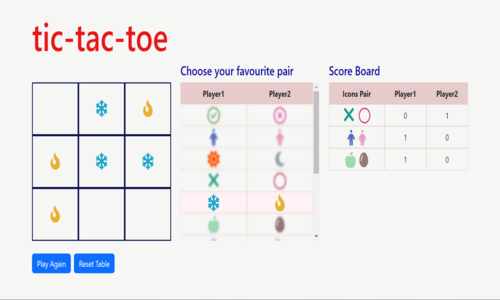 tic-tac-toe
Choose your favourite pair
Player1 Player2
Score Board
Icons Pair Player1 Player2
0 1
1 0
1 0
Play Again
Reset Table